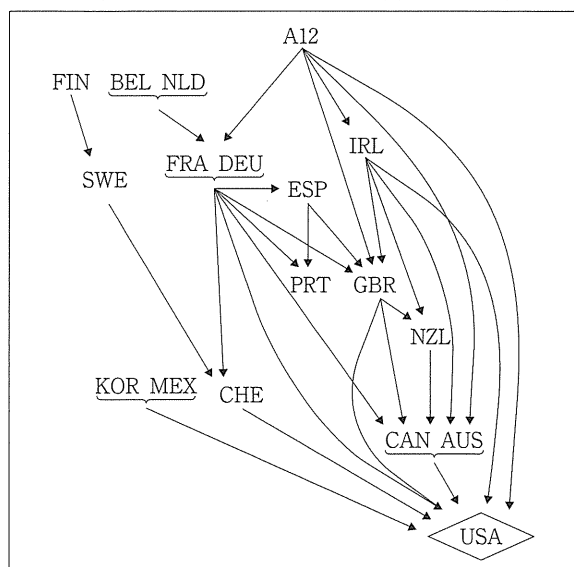 A12
FIN BEL NLD
IRL
FRA DEU
SWE
ESP
PRT GBR
NZL
KOR MEX
CHE
CAN AUS
USA